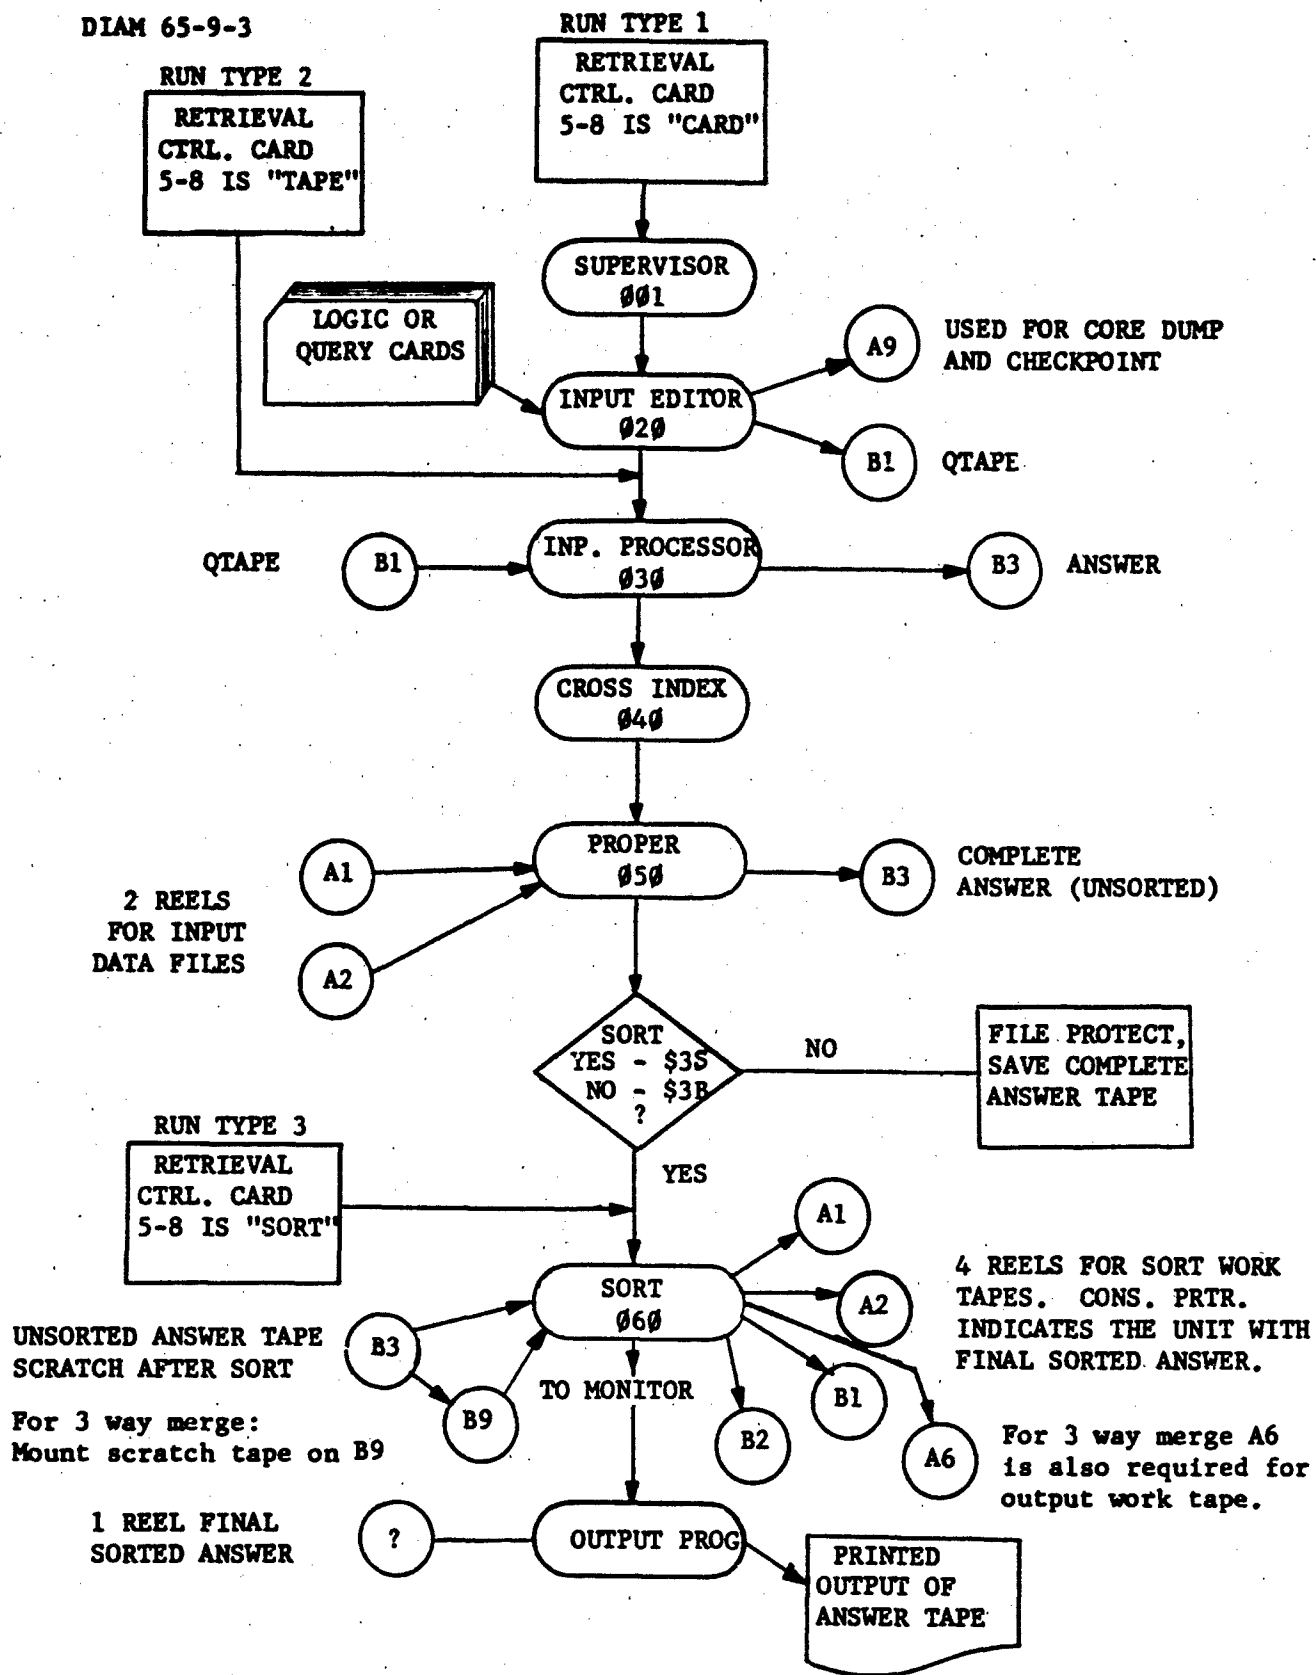 DIAM 65-9-3
RUN TYPE 1
RETRIEVAL
CTRL. CARD
5-8 IS "CARD"
RUN TYPE 2
RETRIEVAL
CTRL. CARD
5-8 IS "TAPE"
SUPERVISOR
001
LOGIC OR
QUERY CARDS
INPUT EDITOR
020
A9
USED FOR CORE DUMP
AND CHECKPOINT
B1
QTAPE
QTAPE
B1
INP. PROCESSOR
030
B3
ANSWER
CROSS INDEX
040
PROPER
050
A1
A2
2 REELS
FOR INPUT
DATA FILES
B3
COMPLETE
ANSWER (UNSORTED)
SORT
YES - $3S
NO - $3B
?
NO
FILE PROTECT,
SAVE COMPLETE
ANSWER TAPE
YES
RUN TYPE 3
RETRIEVAL
CTRL. CARD
5-8 IS "SORT"
SORT
060
A1
A2
B1
A6
B2
4 REELS FOR SORT WORK
TAPES. CONS. PRTR.
INDICATES THE UNIT WITH
FINAL SORTED ANSWER.
UNSORTED ANSWER TAPE
SCRATCH AFTER SORT
B3
B9
For 3 way merge:
Mount scratch tape on B9
TO MONITOR
For 3 way merge A6
is also required for
output work tape.
1 REEL FINAL
SORTED ANSWER
?
OUTPUT PROG
PRINTED
OUTPUT OF
ANSWER TAPE